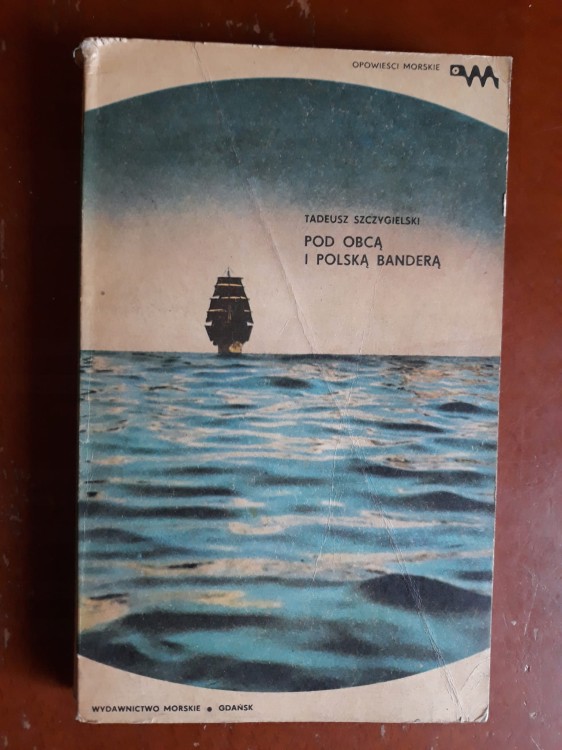 OPOWIEŚCI MORSKIE
TADEUSZ SZCZYGIELSKI
POD OBCĄ
I POLSKĄ BANDERĄ
WYDAWNICTWO MORSKIE • GDAŃSK